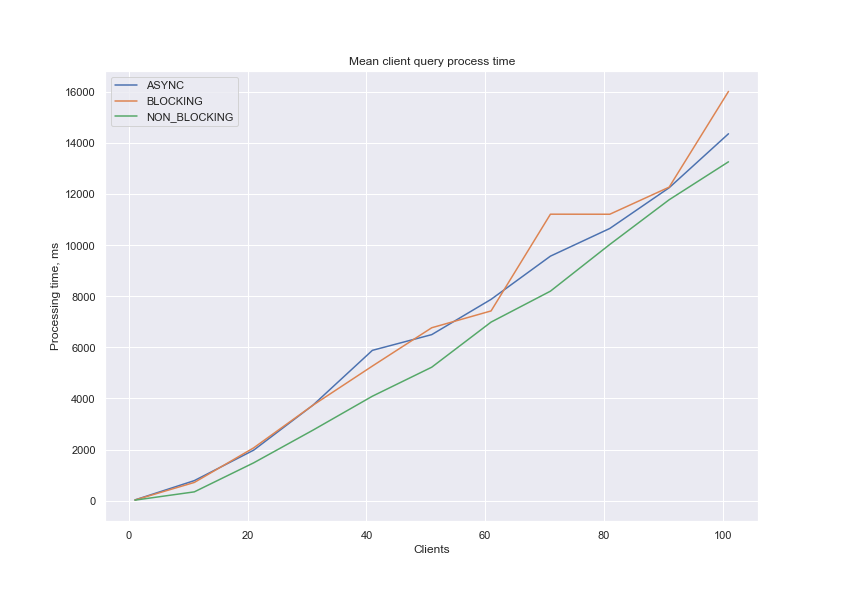 Mean client query process time
ASYNC
BLOCKING
NON_BLOCKING
16000
14000
12000
10000
8000
6000
4000
2000
0
Processing time, ms
0 20 40 60 80 100
Clients